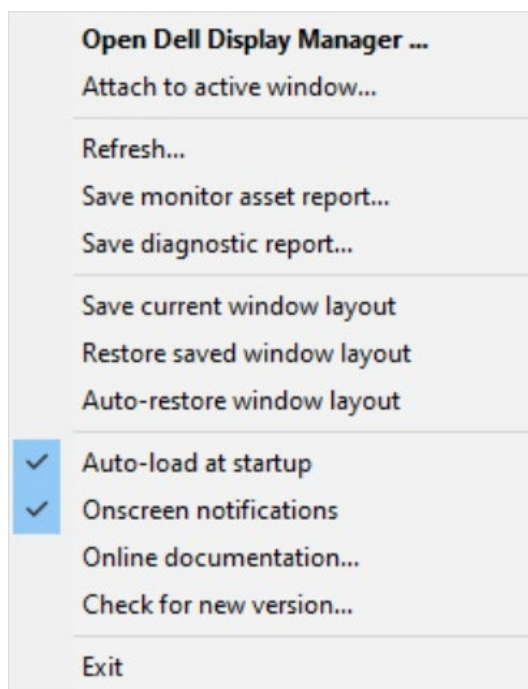 Open Dell Display Manager ...
Attach to active window...
Refresh...
Save monitor asset report...
Save diagnostic report...
Save current window layout
Restore saved window layout
Auto-restore window layout
Auto-load at startup
Onscreen notifications
Online documentation...
Check for new version...
Exit